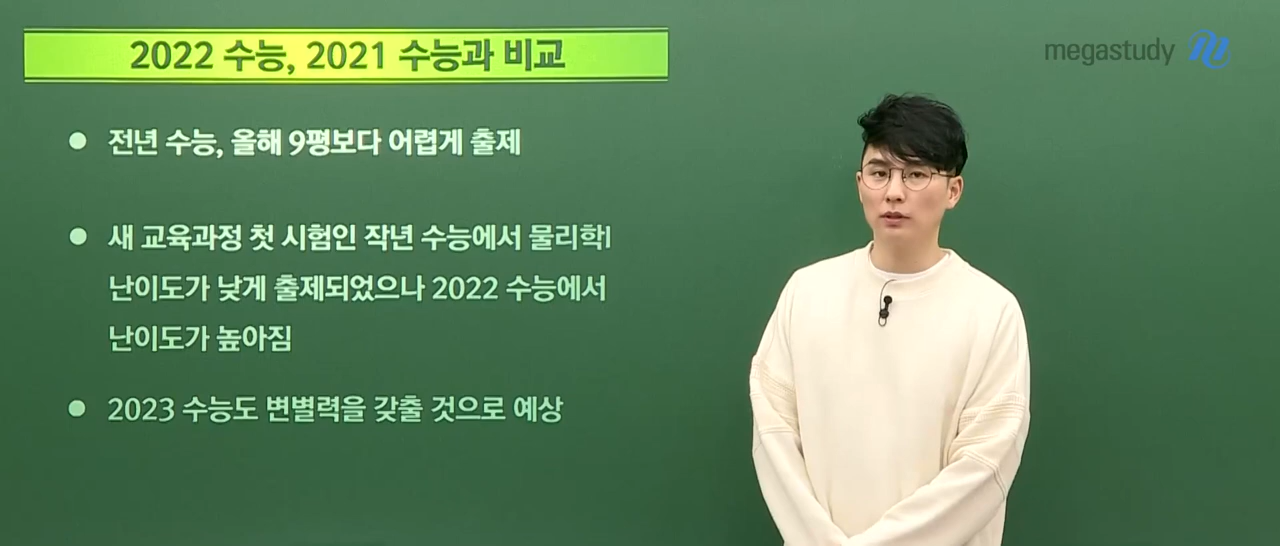 2022 수능, 2021 수능과 비교
megastudy
● 전년 수능, 올해 9평보다 어렵게 출제
● 새 교육과정 첫 시험인 작년 수능에서 물리학Ⅰ
난이도가 낮게 출제되었으나 2022 수능에서
난이도가 높아짐
● 2023 수능도 변별력을 갖출 것으로 예상